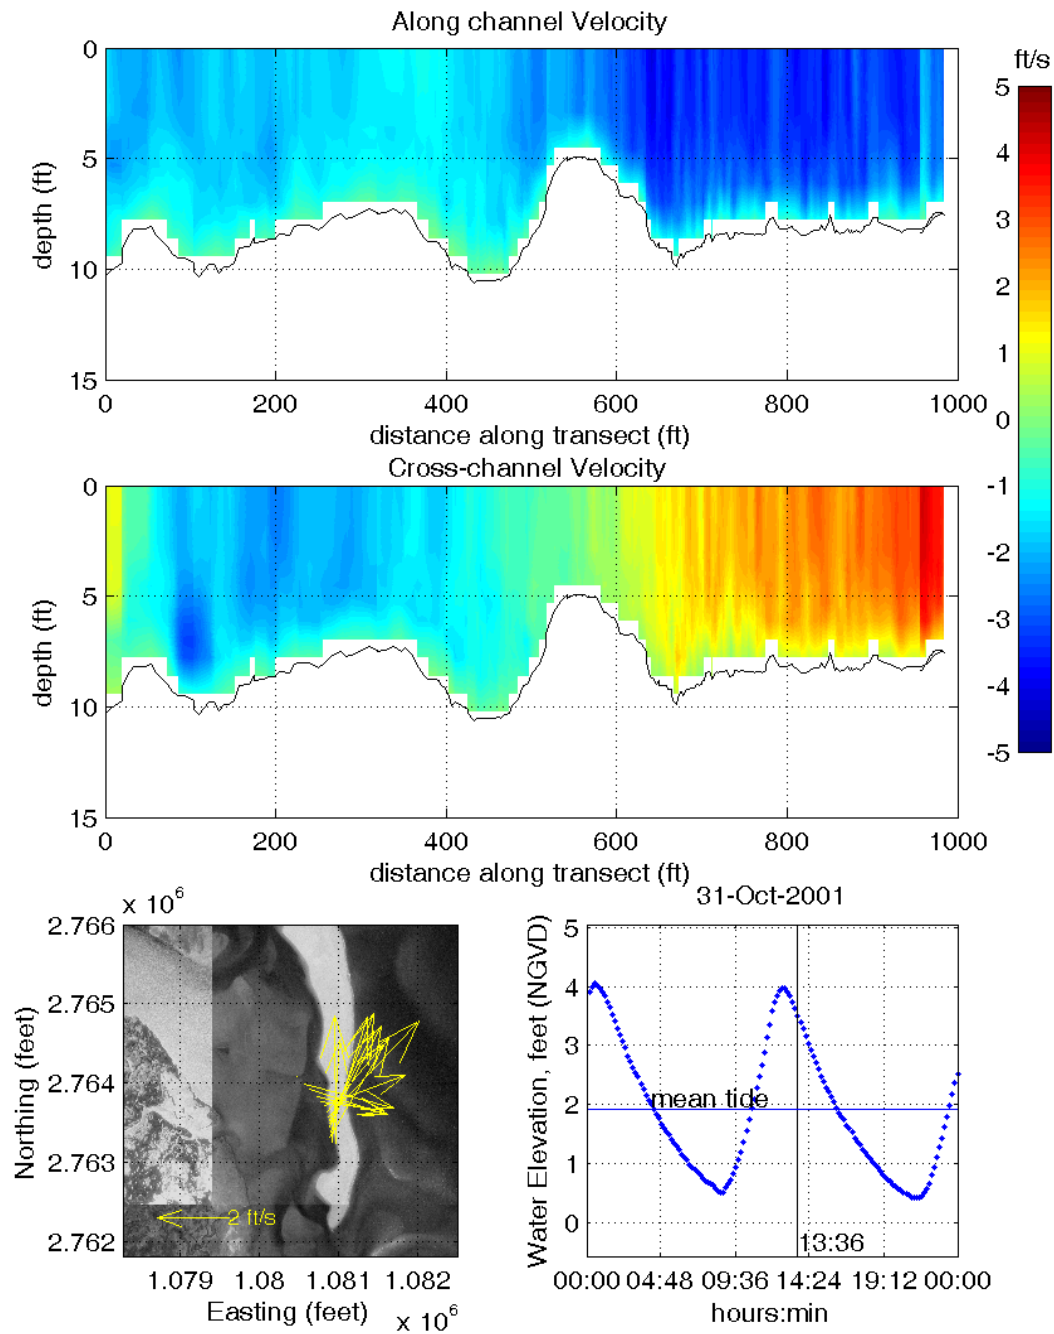 Along channel Velocity
ft/s
0
5
10
15
depth (ft)
0 200 400 600 800 1000
distance along transect (ft)
5
4
3
2
1
0
-1
-2
-3
-4
-5
Cross-channel Velocity
0
5
10
15
depth (ft)
0 200 400 600 800 1000
distance along transect (ft)
x 10^6
2.766
2.765
2.764
2.763
2.762
Northing (feet)
2 ft/s
1.079 1.08 1.081 1.082
Easting (feet)
x 10^6
31-Oct-2001
5
4
3
2
1
0
Water Elevation, feet (NGVD)
mean tide
13:36
00:00 04:48 09:36 14:24 19:12 00:00
hours:min